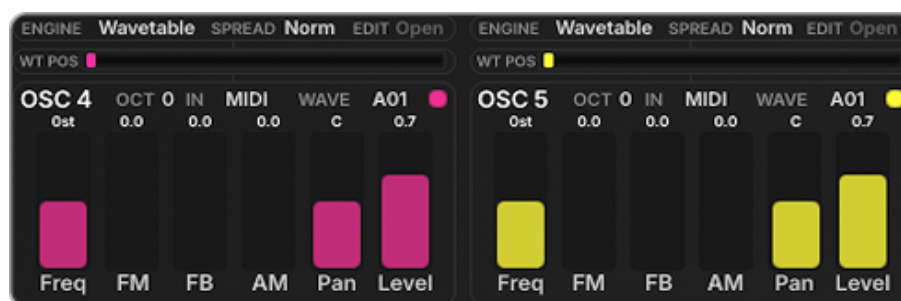 ENGINE Wavetable SPREAD Norm EDIT Open
WT POS
OSC 4 OCT 0 IN MIDI WAVE A01
0st 0.0 0.0 0.0 C 0.7
Freq FM FB AM Pan Level
ENGINE Wavetable SPREAD Norm EDIT Open
WT POS
OSC 5 OCT 0 IN MIDI WAVE A01
0st 0.0 0.0 0.0 C 0.7
Freq FM FB AM Pan Level